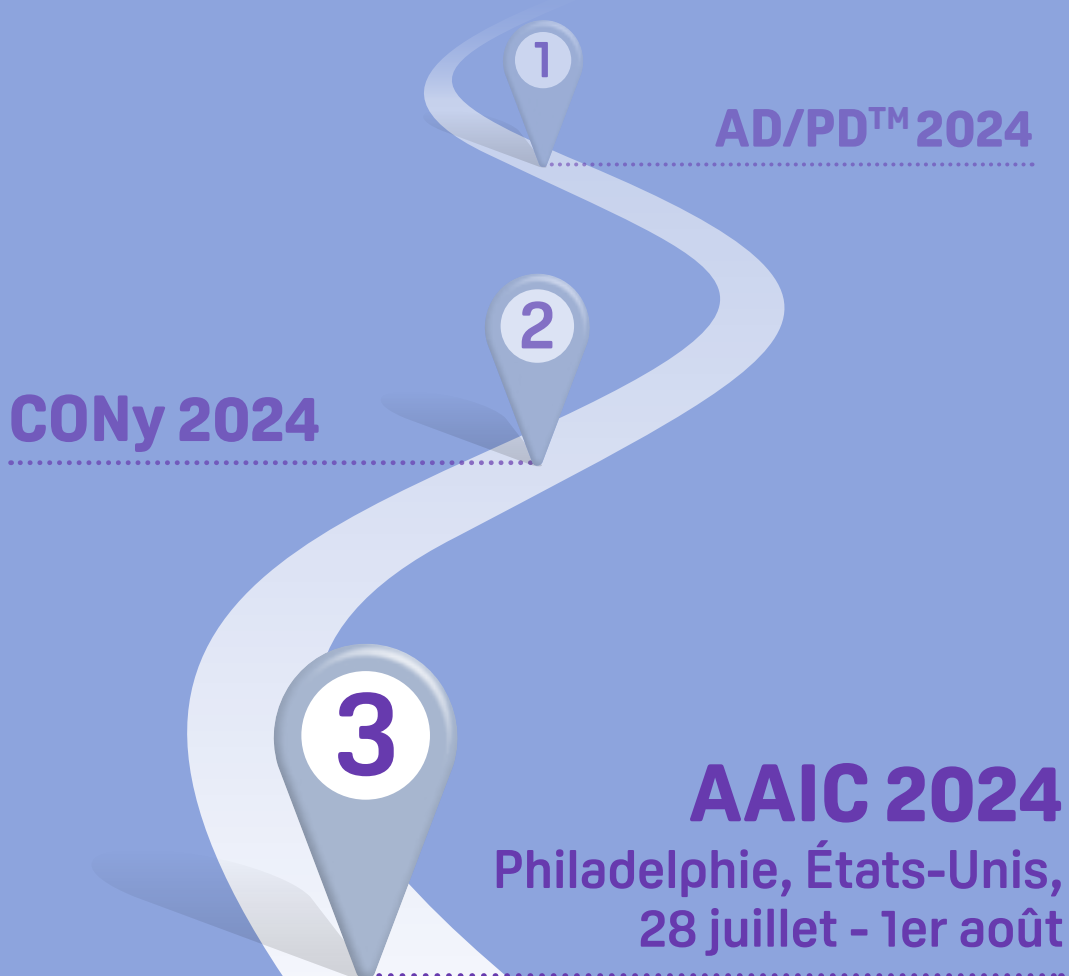 1
AD/PD™ 2024
2
CONy 2024
3
AAIC 2024
Philadelphie, États-Unis,
28 juillet - 1er août